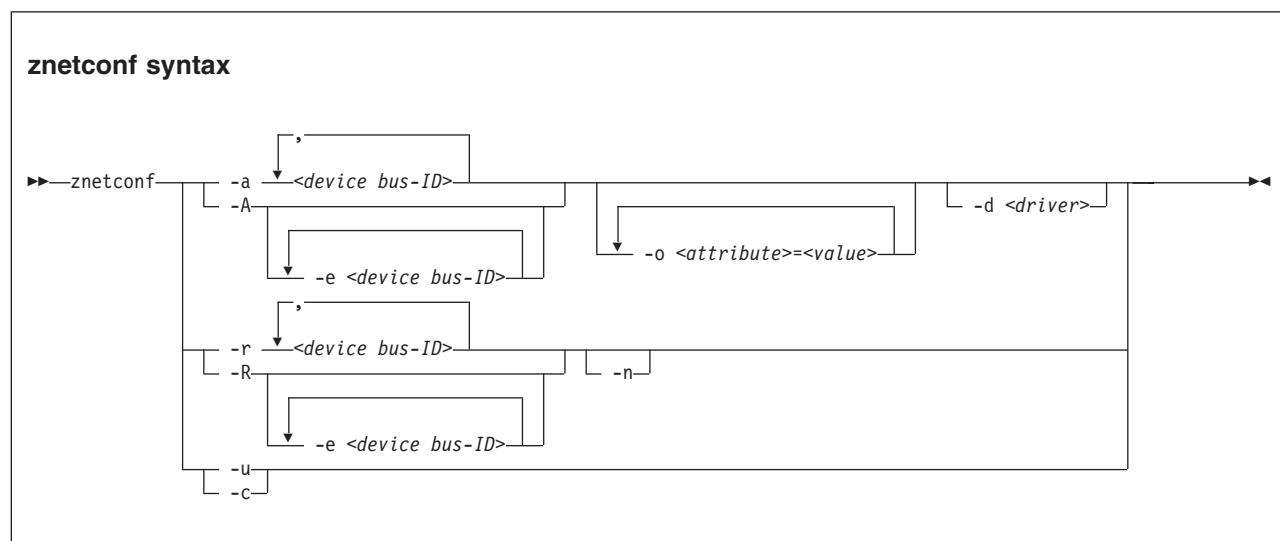 znetconf syntax
,
znetconf -a <device bus-ID>
-A -d <driver>
-o <attribute>=<value>
-e <device bus-ID>
,
-r <device bus-ID>
-R -n
-e <device bus-ID>
-u
-c